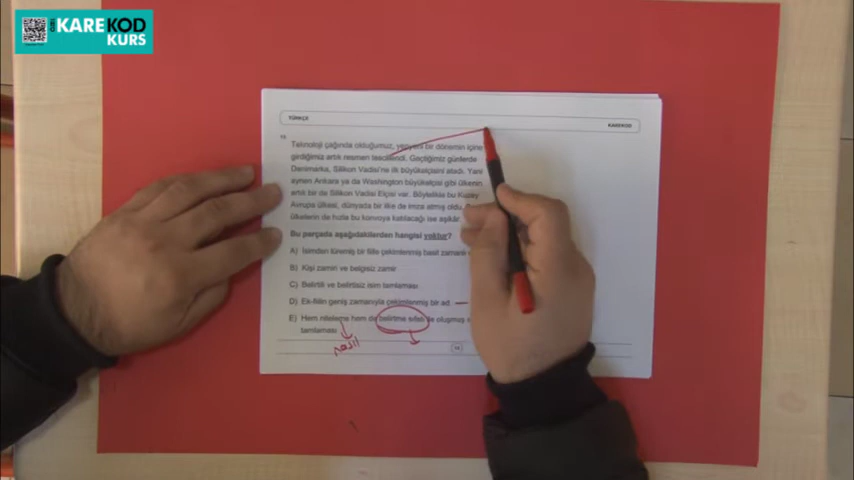 GİBİ KAREKOD
KURS
TÜRKÇE
KAREKOD
Teknoloji çağında olduğumuz, yepyeni bir dönemin içine
girdiğimiz artık resmen tescillendi. Geçtiğimiz günlerde
Danimarka, Silikon Vadisi'ne ilk büyükelçisini atadı. Yani
aynen Ankara ya da Washington büyükelçisi gibi ülkenin
artık bir de Silikon Vadisi Elçisi var. Böylelikle bu Kuzey
Avrupa ülkesi, dünyada bir ilke de imza atmış oldu.
ülkelerin de hızla bu konvoya katılacağı ise aşikâr.
Bu parçada aşağıdakilerden hangisi yoktur?
A) İsimden türemiş bir fiille çekimlenmiş basit zamanlı
B) Kişi zamiri ve belgisiz zamir
C) Belirtili ve belirtisiz isim tamlaması
D) Ek-fiilin geniş zamanıyla çekimlenmiş bir ad
E) Hem niteleme hem de belirtme sıfatı ile oluşmuş
tamlaması
nasıl